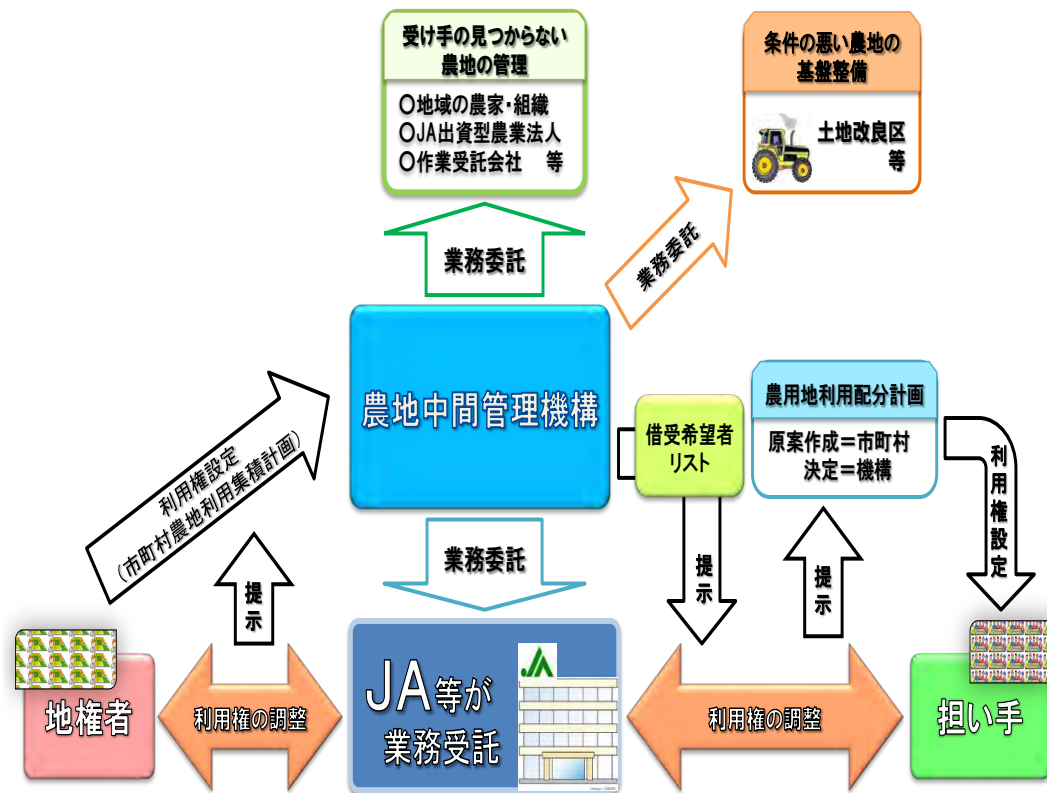 受け手の見つからない
農地の管理
○地域の農家・組織
○JA出資型農業法人
○作業受託会社　等
条件の悪い農地の
基盤整備
土地改良区
等
業務委託
業務委託
農地中間管理機構
借受希望者
リスト
農用地利用配分計画
原案作成＝市町村
決定＝機構
利用権設定
利用権設定
(市町村農地利用集積計画)
業務委託
提示
提示
提示
地権者
利用権の調整
JA等が
業務受託
JA
利用権の調整
担い手